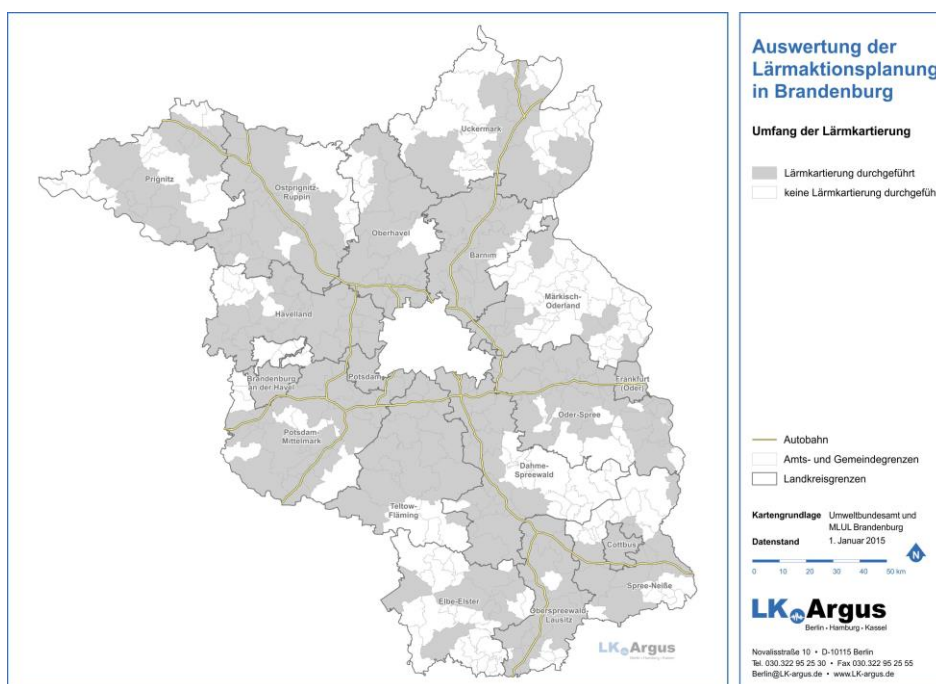 Uckermark
Prignitz
Ostprignitz-
Ruppin
Oberhavel
Barnim
Märkisch-
Oderland
Havelland
Brandenburg
an der Havel
Potsdam
Frankfurt
(Oder)
Oder-Spree
Potsdam-
Mittelmark
Dahme-
Spreewald
Teltow-
Fläming
Cottbus
Spree-Neiße
Elbe-Elster
Oberspreewald-
Lausitz
LK Argus
Berlin • Hamburg • Kassel
Auswertung der
Lärmaktionsplanung
in Brandenburg
Umfang der Lärmkartierung
Lärmkartierung durchgeführt
keine Lärmkartierung durchgefüh
Autobahn
Amts- und Gemeindegrenzen
Landkreisgrenzen
Kartengrundlage Umweltbundesamt und
MLUL Brandenburg
Datenstand 1. Januar 2015
N
0 10 20 30 40 50 km
LK Argus
Berlin • Hamburg • Kassel
Novalisstraße 10 • D-10115 Berlin
Tel. 030.322 95 25 30 • Fax 030.322 95 25 55
Berlin@LK-argus.de • www.LK-argus.de